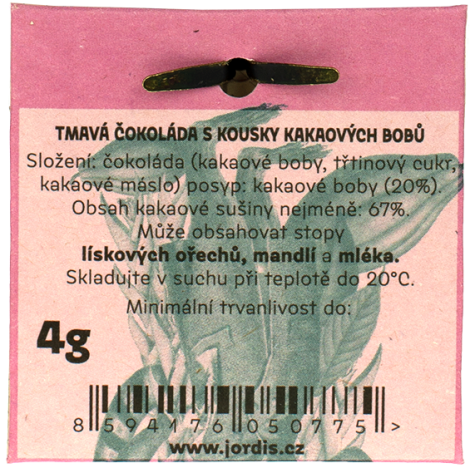 TMAVÁ ČOKOLÁDA S KOUSKY KAKAOVÝCH BOBŮ
Složení: čokoláda (kakaové boby, třtinový cukr,
kakaové máslo) posyp: kakaové boby (20%).
Obsah kakaové sušiny nejméně: 67%.
Může obsahovat stopy
lískových ořechů, mandlí a mléka.
Skladujte v suchu při teplotě do 20°C.
Minimální trvanlivost do:
4g
8 594176 050775 >
www.jordis.cz